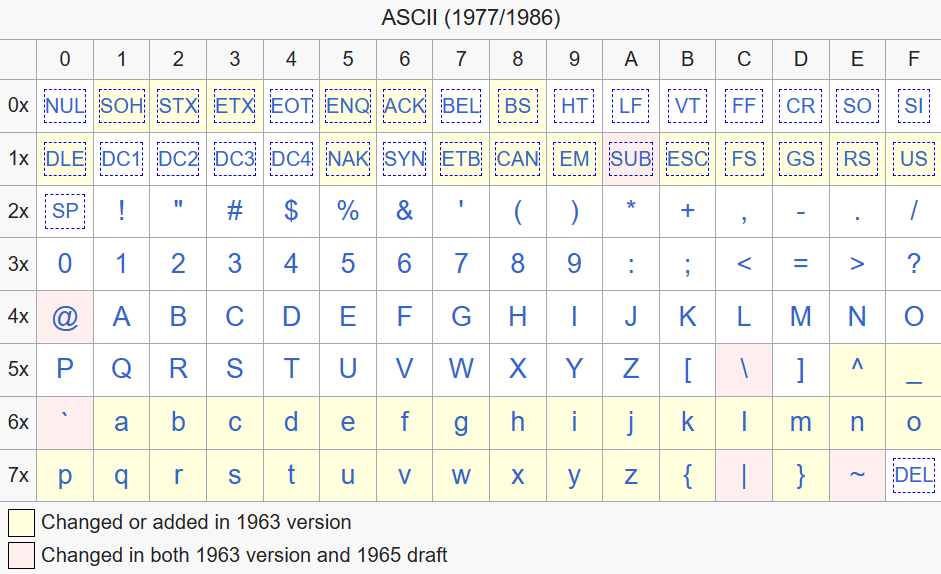 ASCII (1977/1986)
0 1 2 3 4 5 6 7 8 9 A B C D E F
0x NUL SOH STX ETX EOT ENQ ACK BEL BS HT LF VT FF CR SO SI
1x DLE DC1 DC2 DC3 DC4 NAK SYN ETB CAN EM SUB ESC FS GS RS US
2x SP ! " # $ % & ' ( ) * + , - . /
3x 0 1 2 3 4 5 6 7 8 9 : ; < = > ?
4x @ A B C D E F G H I J K L M N O
5x P Q R S T U V W X Y Z [ \ ] ^ _
6x ` a b c d e f g h i j k l m n o
7x p q r s t u v w x y z { | } ~ DEL
Changed or added in 1963 version
Changed in both 1963 version and 1965 draft